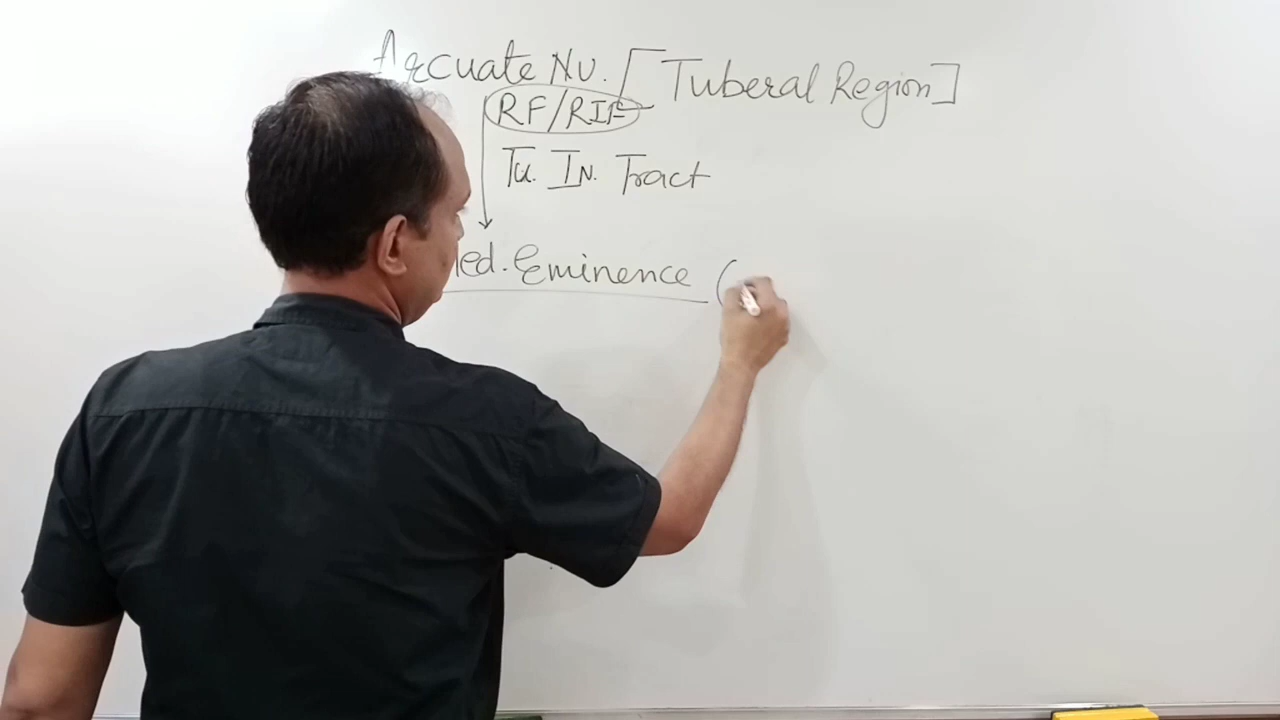 Arcuate Nu. [Tuberal Region]
RF/RIF
Tu. In. Tract
Med. Eminence (